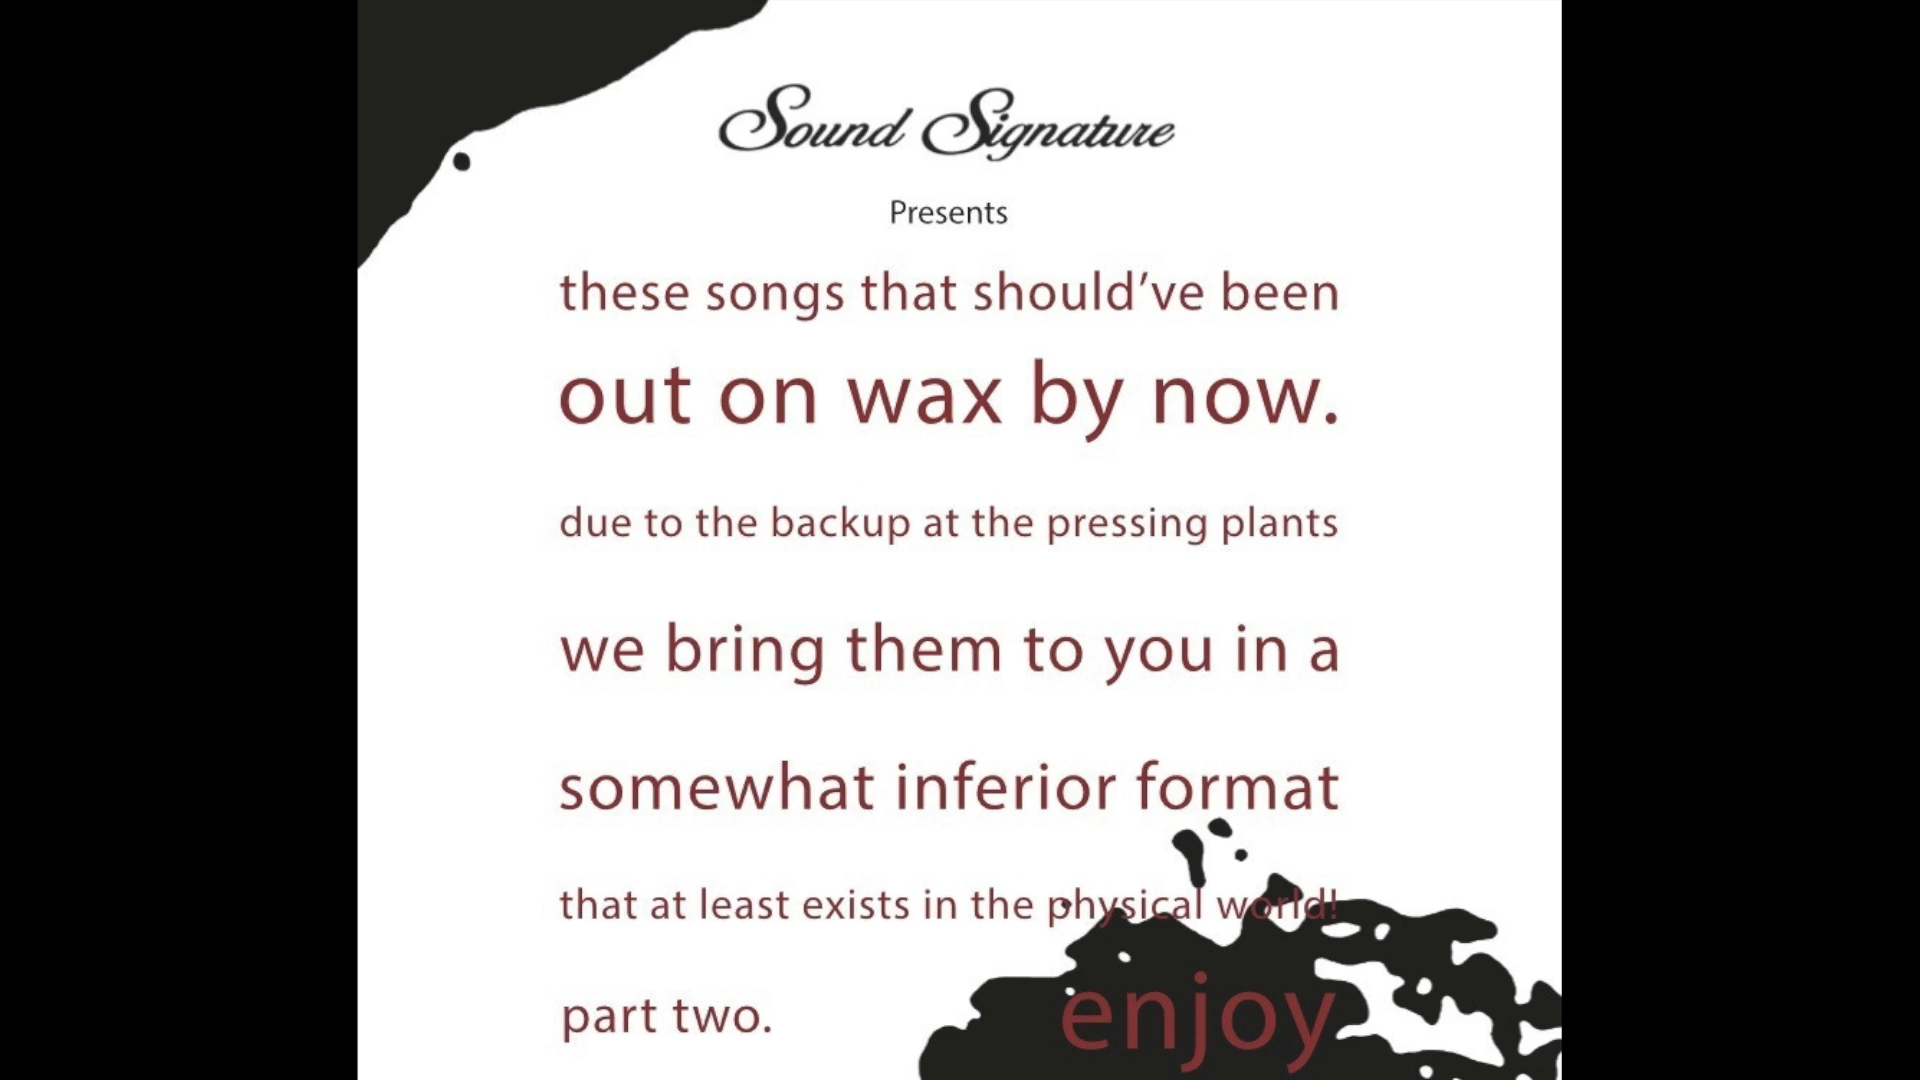 Sound Signature
Presents
these songs that should’ve been
out on wax by now.
due to the backup at the pressing plants
we bring them to you in a
somewhat inferior format
that at least exists in the physical world!
part two.
enjoy